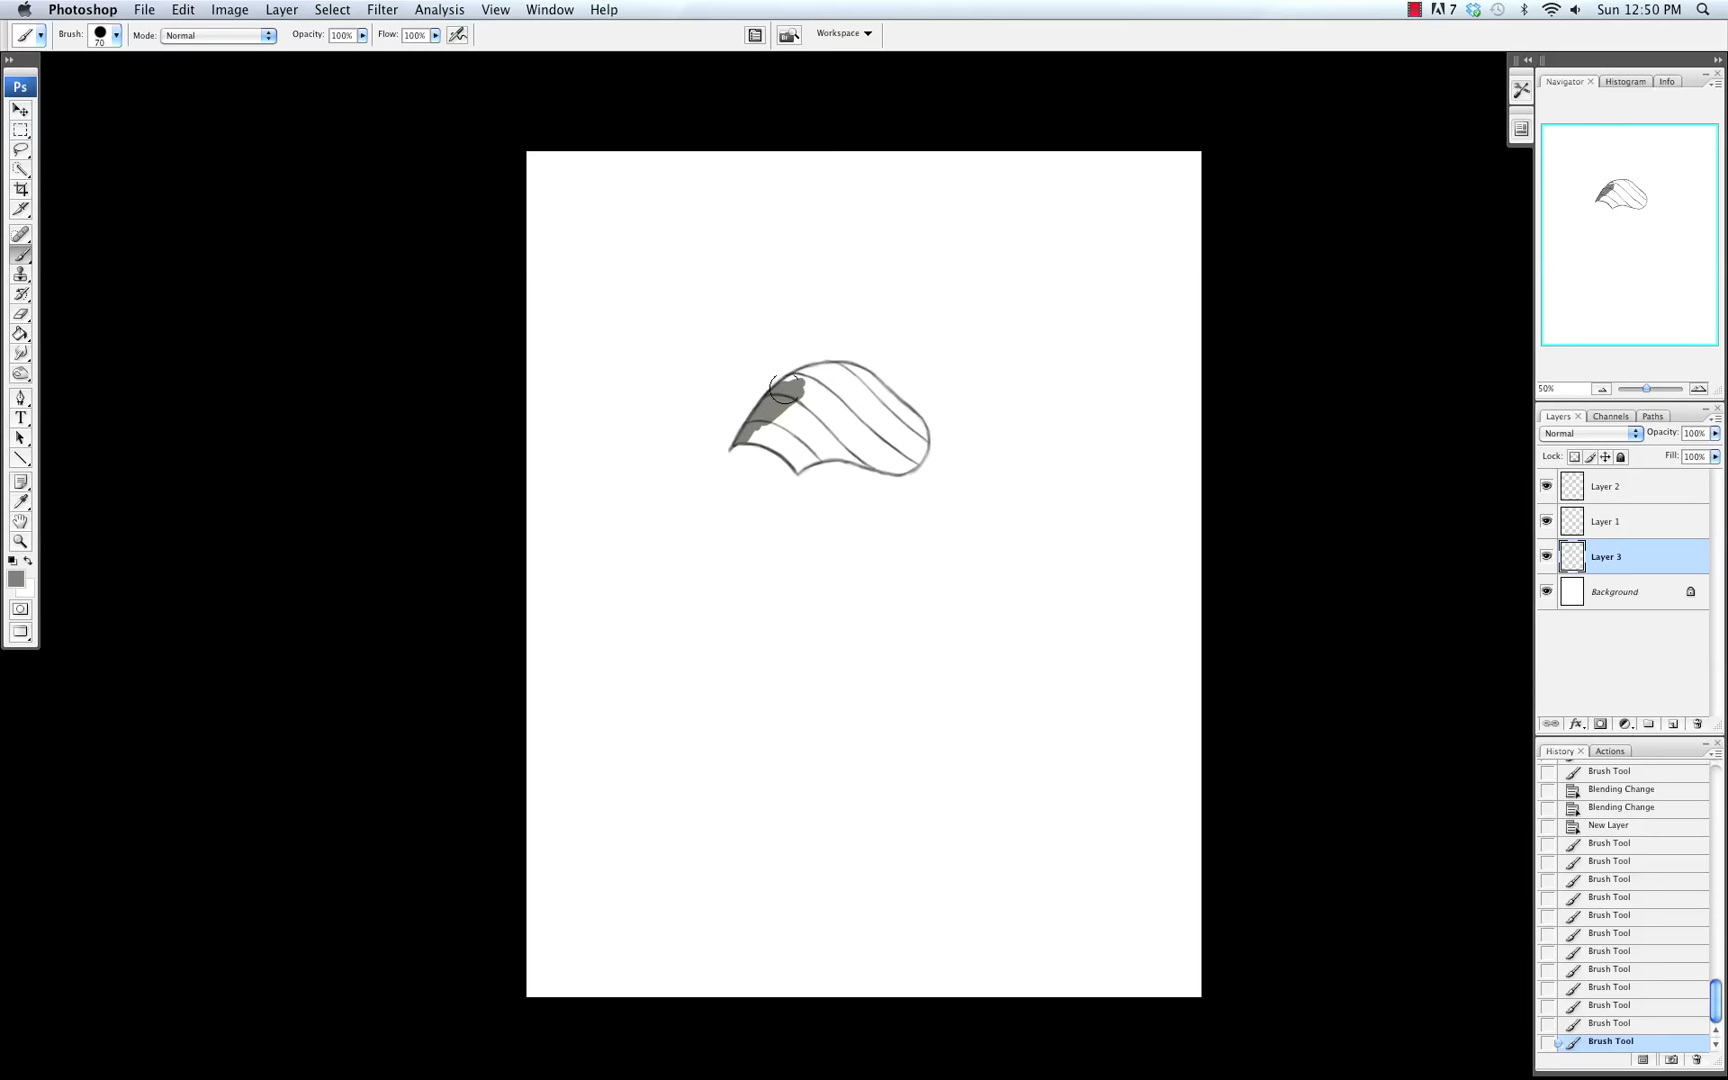 Photoshop File Edit Image Layer Select Filter Analysis View Window Help 7 Sun 12:50 PM
Brush: 70 Mode: Normal Opacity: 100% Flow: 100% Workspace
Ps
Navigator Histogram Info
50%
Layers Channels Paths
Normal Opacity: 100%
Lock: Fill: 100%
Layer 2
Layer 1
Layer 3
Background
History Actions
Brush Tool
Blending Change
Blending Change
New Layer
Brush Tool
Brush Tool
Brush Tool
Brush Tool
Brush Tool
Brush Tool
Brush Tool
Brush Tool
Brush Tool
Brush Tool
Brush Tool
Brush Tool